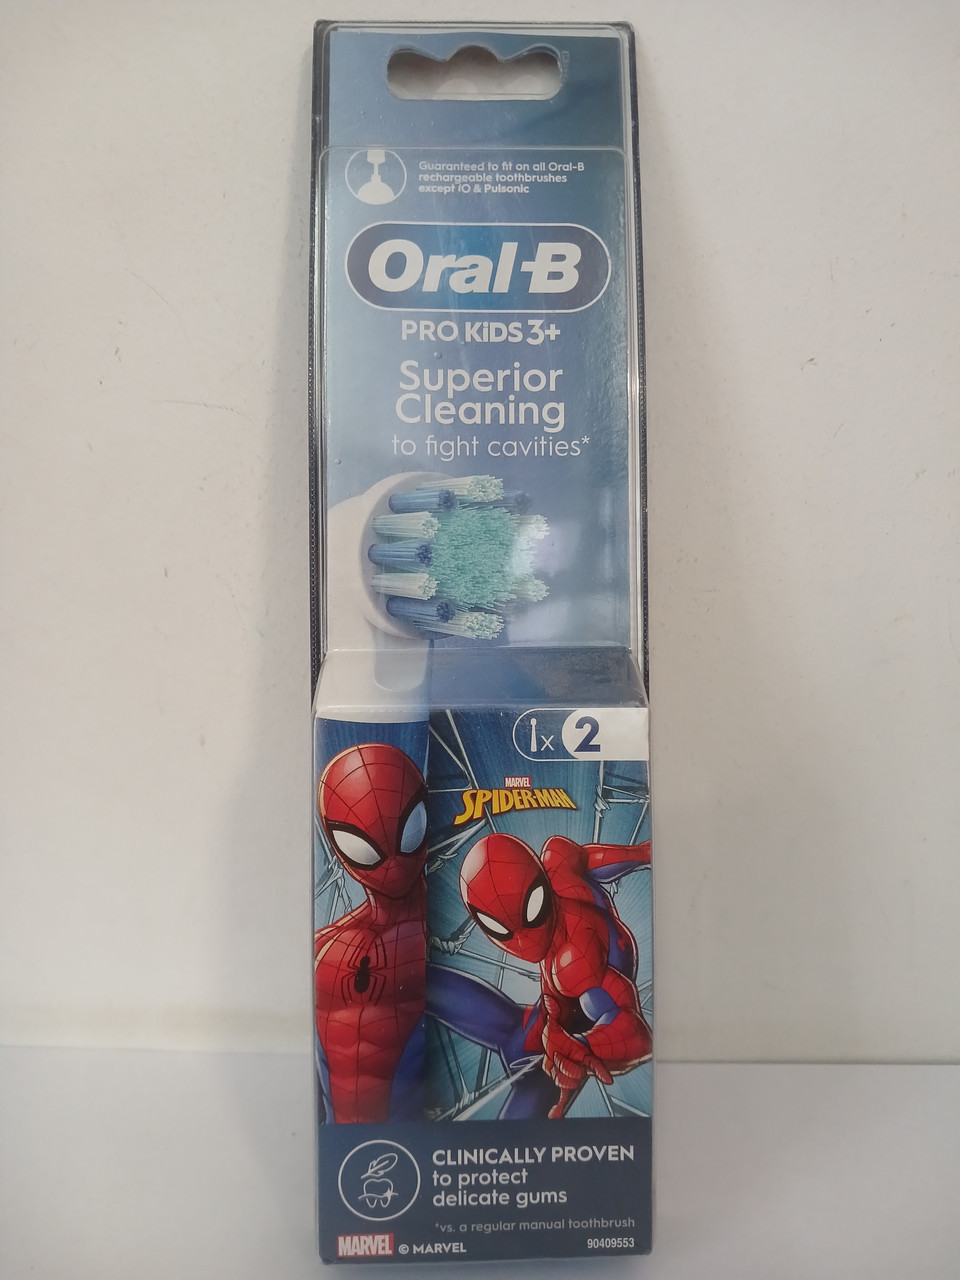 Guaranteed to fit on all Oral-B
rechargeable toothbrushes
except iO & Pulsonic
Oral-B
PRO KiDS 3+
Superior
Cleaning
to fight cavities*
x 2
MARVEL
SPIDER-MAN
CLINICALLY PROVEN
to protect
delicate gums
*vs. a regular manual toothbrush
MARVEL © MARVEL
90409553